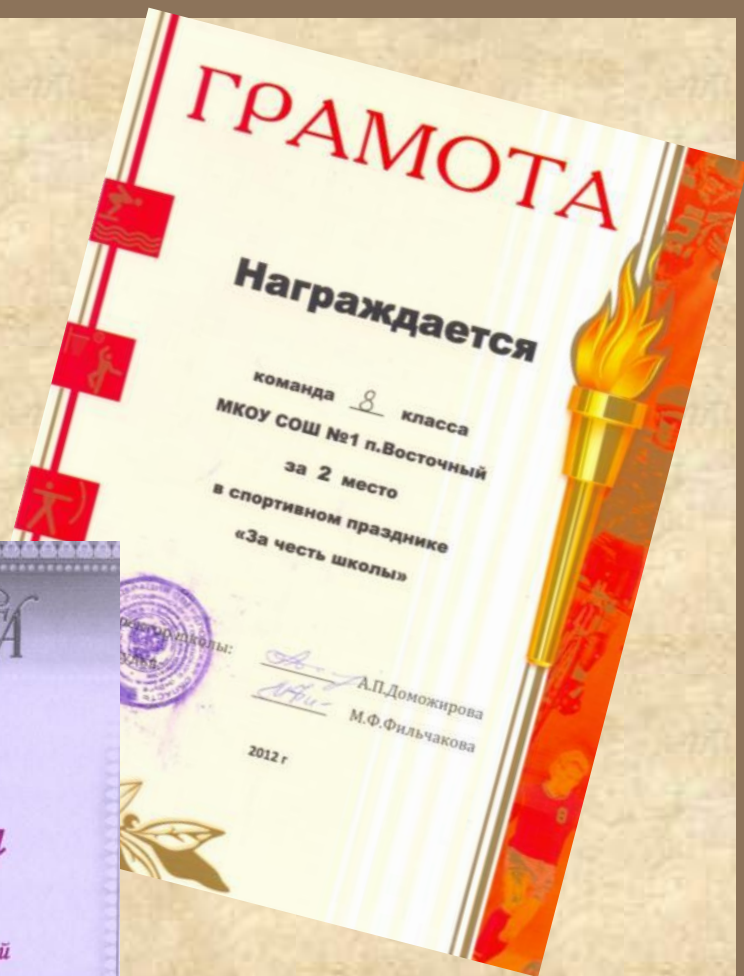 ГРАМОТА
Награждается
команда 8 класса
МКОУ СОШ №1 п.Восточный
за 2 место
в спортивном празднике
«За честь школы»
школы:
А.П.Доможирова
М.Ф.Фильчакова
2012 г